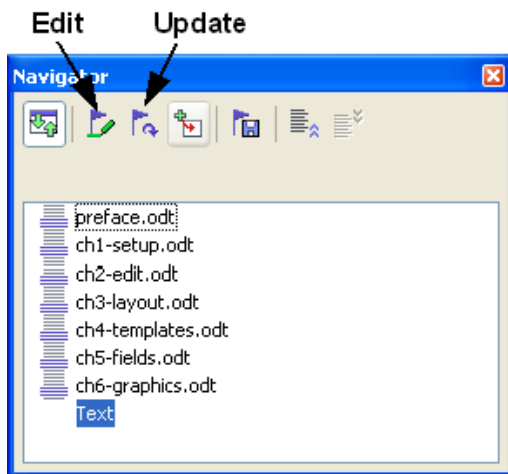 Edit Update
Navigator
preface.odt
ch1-setup.odt
ch2-edit.odt
ch3-layout.odt
ch4-templates.odt
ch5-fields.odt
ch6-graphics.odt
Text